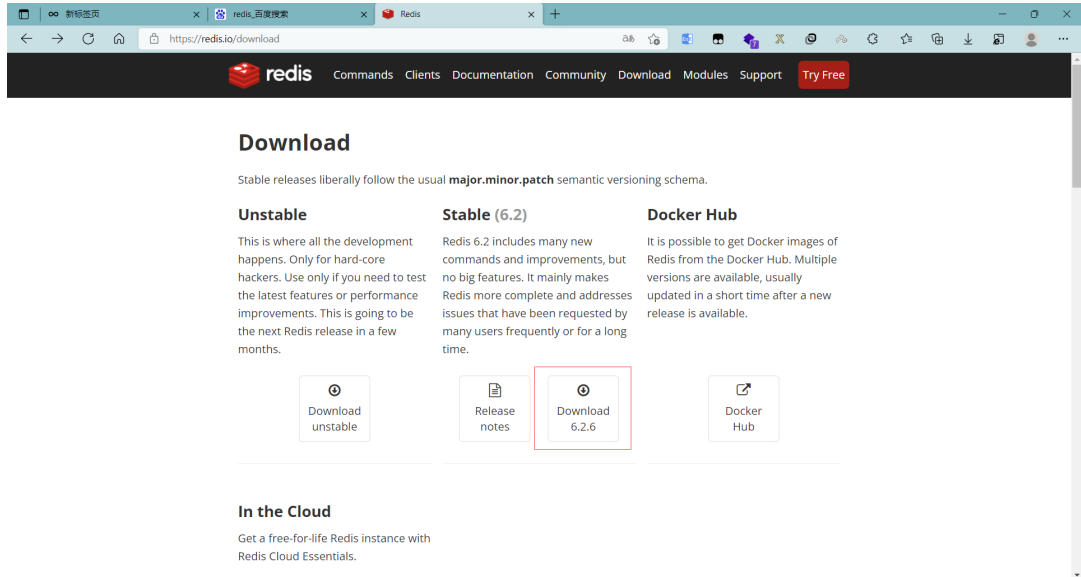 新标签页
redis_百度搜索
Redis
https://redis.io/download
redis
Commands Clients Documentation Community Download Modules Support Try Free
Download
Stable releases liberally follow the usual major.minor.patch semantic versioning schema.
Unstable
This is where all the development
happens. Only for hard-core
hackers. Use only if you need to test
the latest features or performance
improvements. This is going to be
the next Redis release in a few
months.
Download
unstable
Stable (6.2)
Redis 6.2 includes many new
commands and improvements, but
no big features. It mainly makes
Redis more complete and addresses
issues that have been requested by
many users frequently or for a long
time.
Release
notes
Download
6.2.6
Docker Hub
It is possible to get Docker images of
Redis from the Docker Hub. Multiple
versions are available, usually
updated in a short time after a new
release is available.
Docker
Hub
In the Cloud
Get a free-for-life Redis instance with
Redis Cloud Essentials.